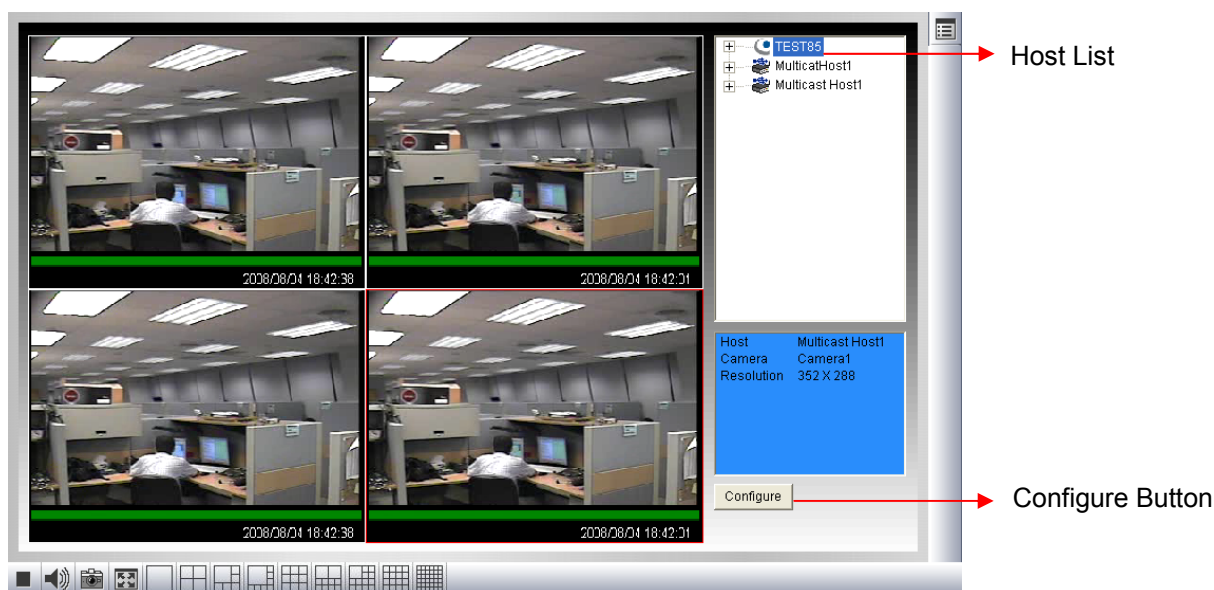 TEST85
MulticatHost1
Multicast Host1
Host List
2008/08/04 18:42:38
2008/08/04 18:42:01
Host Multicast Host1
Camera Camera1
Resolution 352 X 288
Configure
Configure Button
2008/08/04 18:42:38
2008/08/04 18:42:01